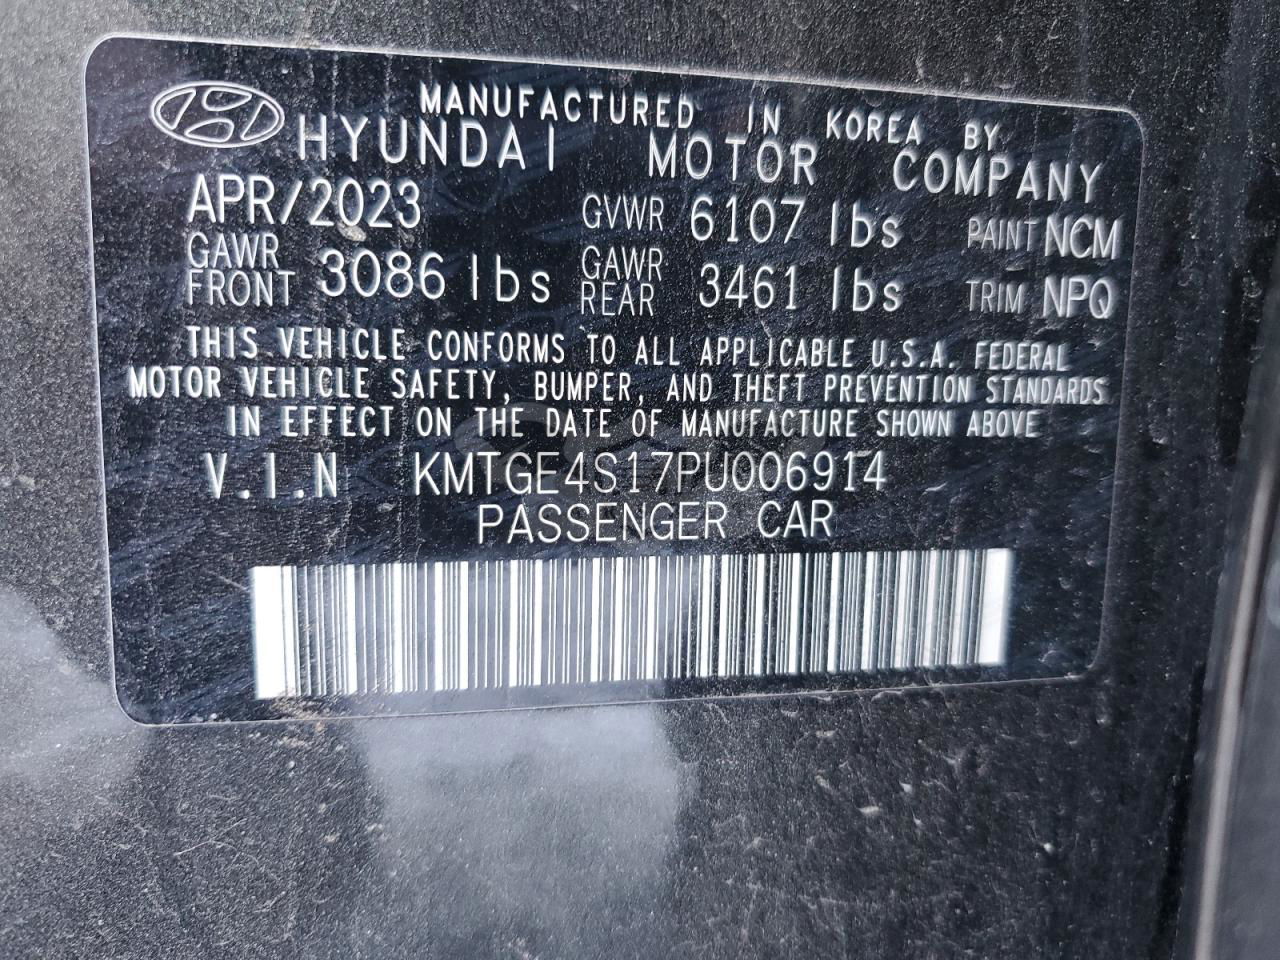 MANUFACTURED IN KOREA BY
HYUNDAI MOTOR COMPANY
APR/2023 GVWR 6107 lbs PAINT NCM
GAWR FRONT 3086 lbs GAWR REAR 3461 lbs TRIM NPQ
THIS VEHICLE CONFORMS TO ALL APPLICABLE U.S.A. FEDERAL
MOTOR VEHICLE SAFETY, BUMPER, AND THEFT PREVENTION STANDARDS
IN EFFECT ON THE DATE OF MANUFACTURE SHOWN ABOVE
V.I.N KMTGE4S17PU006914
PASSENGER CAR